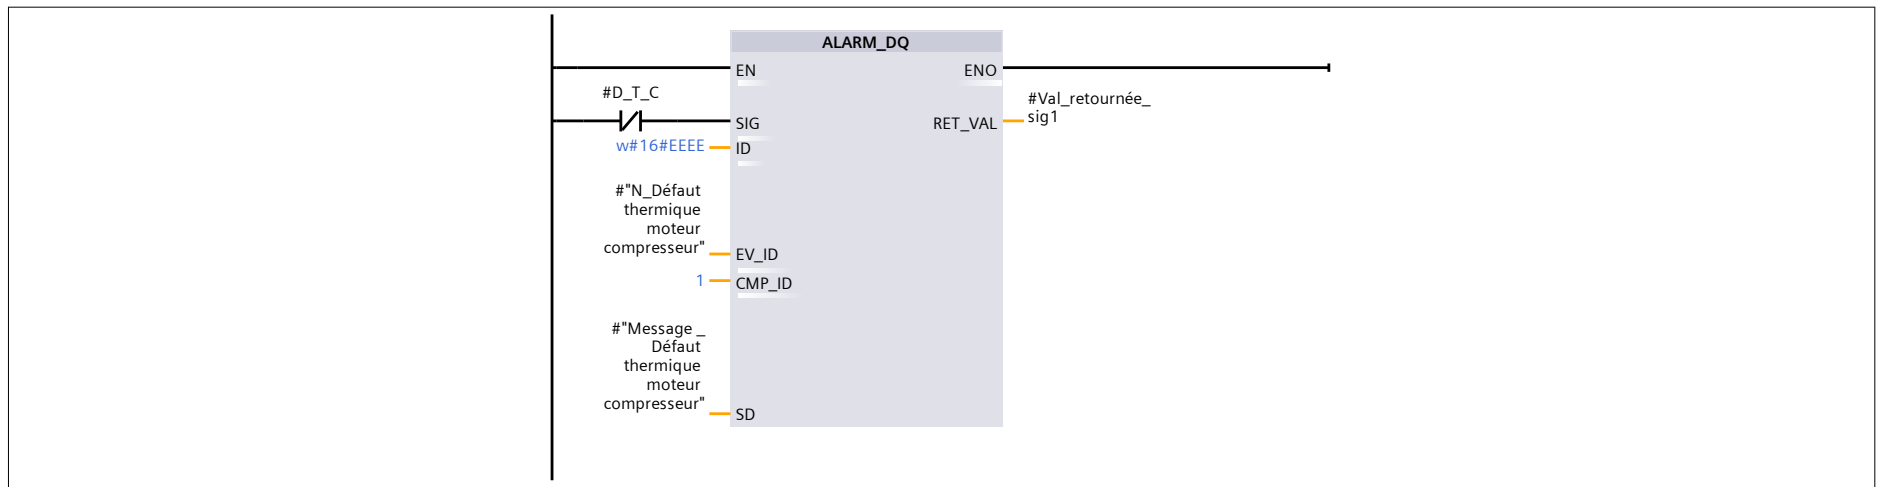 ALARM_DQ
EN
ENO
#D_T_C
#Val_retournée_
sig1
SIG
RET_VAL
w#16#EEEE
ID
#"N_Défaut
thermique
moteur
compresseur"
EV_ID
1
CMP_ID
#"Message _
Défaut
thermique
moteur
compresseur"
SD